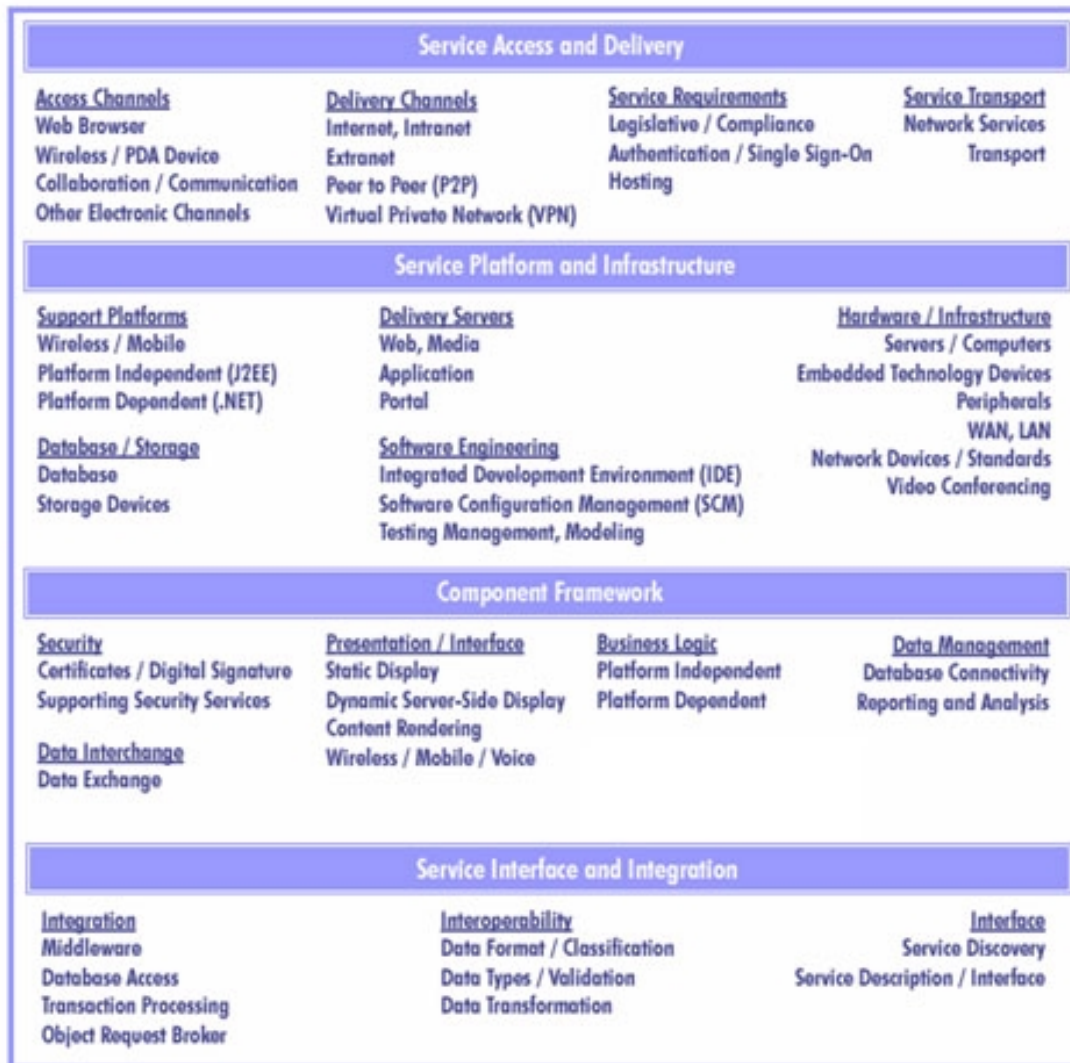 Service Access and Delivery
Access Channels
Web Browser
Wireless / PDA Device
Collaboration / Communication
Other Electronic Channels
Delivery Channels
Internet, Intranet
Extranet
Peer to Peer (P2P)
Virtual Private Network (VPN)
Service Requirements
Legislative / Compliance
Authentication / Single Sign-On
Hosting
Service Transport
Network Services
Transport
Service Platform and Infrastructure
Support Platforms
Wireless / Mobile
Platform Independent (J2EE)
Platform Dependent (.NET)
Database / Storage
Database
Storage Devices
Delivery Servers
Web, Media
Application
Portal
Software Engineering
Integrated Development Environment (IDE)
Software Configuration Management (SCM)
Testing Management, Modeling
Hardware / Infrastructure
Servers / Computers
Embedded Technology Devices
Peripherals
WAN, LAN
Network Devices / Standards
Video Conferencing
Component Framework
Security
Certificates / Digital Signature
Supporting Security Services
Data Interchange
Data Exchange
Presentation / Interface
Static Display
Dynamic Server-Side Display
Content Rendering
Wireless / Mobile / Voice
Business Logic
Platform Independent
Platform Dependent
Data Management
Database Connectivity
Reporting and Analysis
Service Interface and Integration
Integration
Middleware
Database Access
Transaction Processing
Object Request Broker
Interoperability
Data Format / Classification
Data Types / Validation
Data Transformation
Interface
Service Discovery
Service Description / Interface